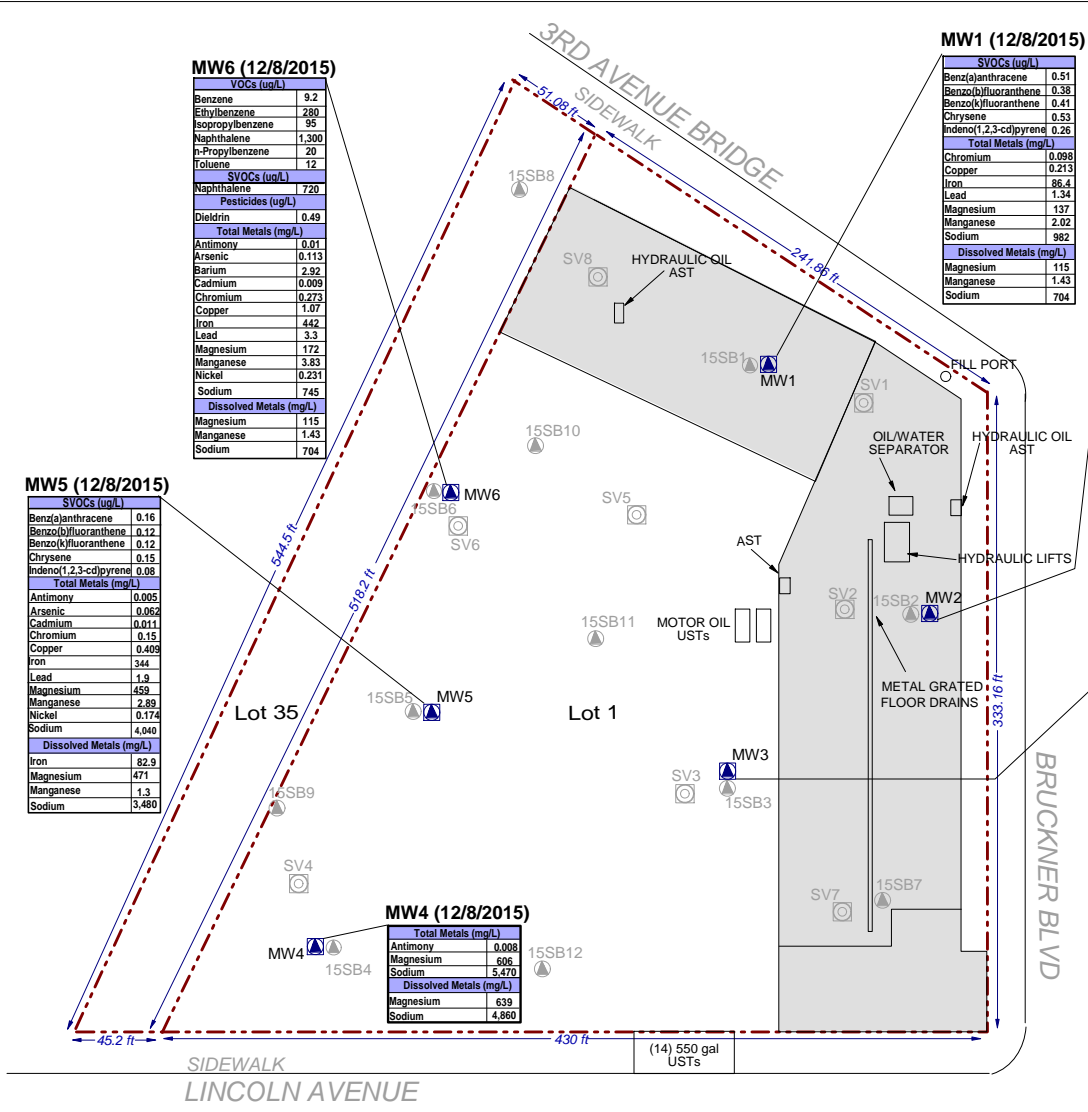 3RD AVENUE BRIDGE
SIDEWALK
51.08 ft
241.86 ft
MW6 (12/8/2015)
VOCs (ug/L)
Benzene 9.2
Ethylbenzene 280
Isopropylbenzene 95
Naphthalene 1,300
n-Propylbenzene 20
Toluene 12
SVOCs (ug/L)
Naphthalene 720
Pesticides (ug/L)
Dieldrin 0.49
Total Metals (mg/L)
Antimony 0.01
Arsenic 0.113
Barium 2.92
Cadmium 0.009
Chromium 0.273
Copper 1.07
Iron 442
Lead 3.3
Magnesium 172
Manganese 3.83
Nickel 0.231
Sodium 745
Dissolved Metals (mg/L)
Magnesium 115
Manganese 1.43
Sodium 704
MW1 (12/8/2015)
SVOCs (ug/L)
Benz(a)anthracene 0.51
Benzo(b)fluoranthene 0.38
Benzo(k)fluoranthene 0.41
Chrysene 0.53
Indeno(1,2,3-cd)pyrene 0.26
Total Metals (mg/L)
Chromium 0.098
Copper 0.213
Iron 86.4
Lead 1.34
Magnesium 137
Manganese 2.02
Sodium 982
Dissolved Metals (mg/L)
Magnesium 115
Manganese 1.43
Sodium 704
15SB8
SV8
HYDRAULIC OIL
AST
15SB1
MW1
FILL PORT
SV1
OIL/WATER
SEPARATOR
HYDRAULIC OIL
AST
15SB10
MW6
15SB6
SV6
SV5
HYDRAULIC LIFTS
AST
MW5 (12/8/2015)
SVOCs (ug/L)
Benz(a)anthracene 0.16
Benzo(b)fluoranthene 0.12
Benzo(k)fluoranthene 0.12
Chrysene 0.15
Indeno(1,2,3-cd)pyrene 0.08
Total Metals (mg/L)
Antimony 0.005
Arsenic 0.062
Cadmium 0.011
Chromium 0.15
Copper 0.409
Iron 344
Lead 1.9
Magnesium 459
Manganese 2.89
Nickel 0.174
Sodium 4,040
Dissolved Metals (mg/L)
Iron 82.9
Magnesium 471
Manganese 1.3
Sodium 3,480
544.5 ft
518.2 ft
SV2
15SB2
MW2
15SB11
MOTOR OIL
USTs
METAL GRATED
FLOOR DRAINS
333.16 ft
15SB5
MW5
Lot 35
Lot 1
MW3
SV3
15SB3
BRUCKNER BLVD
15SB9
SV4
SV7
15SB7
MW4 (12/8/2015)
Total Metals (mg/L)
Antimony 0.008
Magnesium 606
Sodium 5,470
Dissolved Metals (mg/L)
Magnesium 639
Sodium 4,860
MW4
15SB4
15SB12
45.2 ft
430 ft
(14) 550 gal
USTs
SIDEWALK
LINCOLN AVENUE